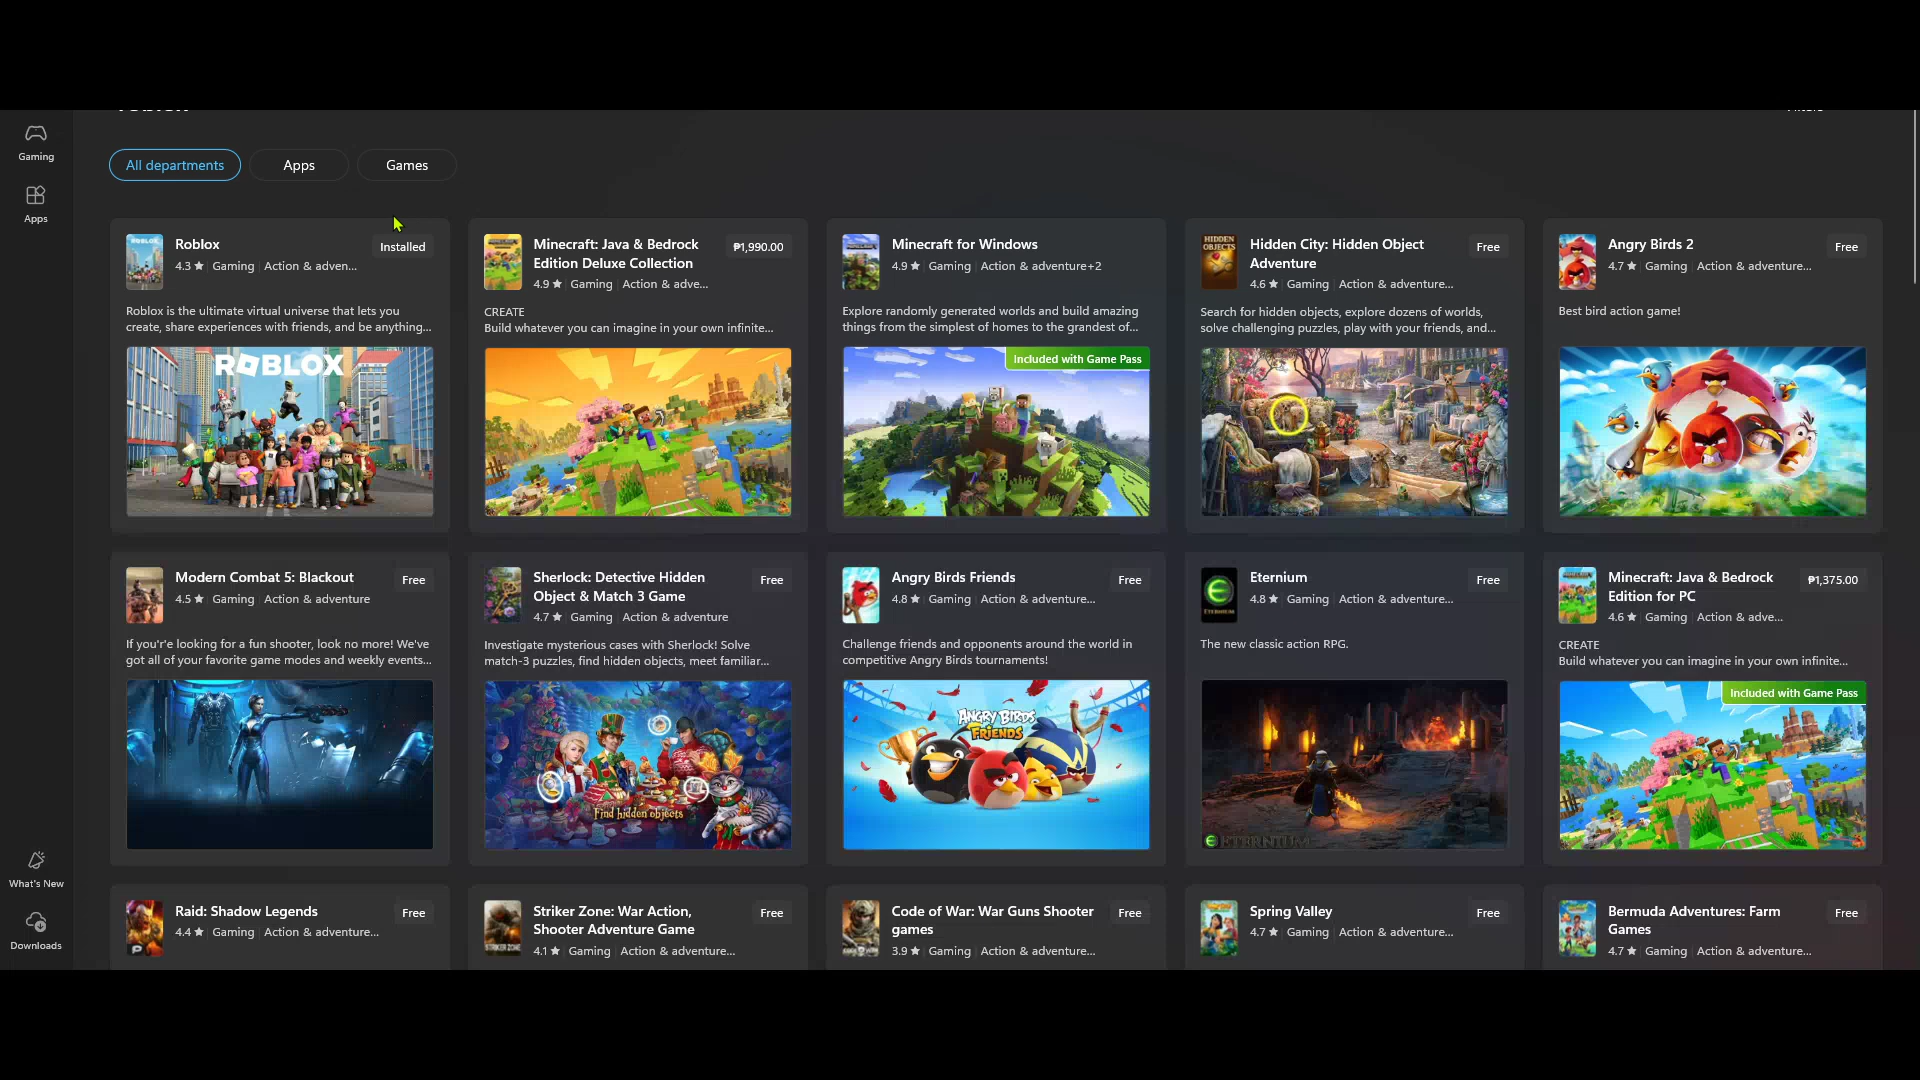 Gaming
Apps
All departments
Apps
Games
Roblox
Installed
4.3 ★ Gaming Action & adven...
Roblox is the ultimate virtual universe that lets you
create, share experiences with friends, and be anything...
ROBLOX
Minecraft: Java & Bedrock
Edition Deluxe Collection
₱1,990.00
4.9 ★ Gaming Action & adve...
CREATE
Build whatever you can imagine in your own infinite...
Minecraft for Windows
4.9 ★ Gaming Action & adventure+2
Explore randomly generated worlds and build amazing
things from the simplest of homes to the grandest of...
Included with Game Pass
HIDDEN
OBJECTS
Hidden City: Hidden Object
Adventure
Free
4.6 ★ Gaming Action & adventure...
Search for hidden objects, explore dozens of worlds,
solve challenging puzzles, play with your friends, and...
Angry Birds 2
Free
4.7 ★ Gaming Action & adventure...
Best bird action game!
Modern Combat 5: Blackout
Free
4.5 ★ Gaming Action & adventure
If you'r'e looking for a fun shooter, look no more! We've
got all of your favorite game modes and weekly events...
Sherlock: Detective Hidden
Object & Match 3 Game
Free
4.7 ★ Gaming Action & adventure
Investigate mysterious cases with Sherlock! Solve
match-3 puzzles, find hidden objects, meet familiar...
Find hidden objects
Angry Birds Friends
Free
4.8 ★ Gaming Action & adventure...
Challenge friends and opponents around the world in
competitive Angry Birds tournaments!
ANGRY BIRDS
FRIENDS
ETERNIUM
Eternium
Free
4.8 ★ Gaming Action & adventure...
The new classic action RPG.
ETERNIUM
Minecraft: Java & Bedrock
Edition for PC
₱1,375.00
4.6 ★ Gaming Action & adve...
CREATE
Build whatever you can imagine in your own infinite...
Included with Game Pass
What's New
Downloads
Raid: Shadow Legends
Free
4.4 ★ Gaming Action & adventure...
STRIKER ZONE
Striker Zone: War Action,
Shooter Adventure Game
Free
4.1 ★ Gaming Action & adventure...
Code of War: War Guns Shooter
games
Free
3.9 ★ Gaming Action & adventure...
Spring Valley
Free
4.7 ★ Gaming Action & adventure...
Bermuda Adventures: Farm
Games
Free
4.7 ★ Gaming Action & adventure...